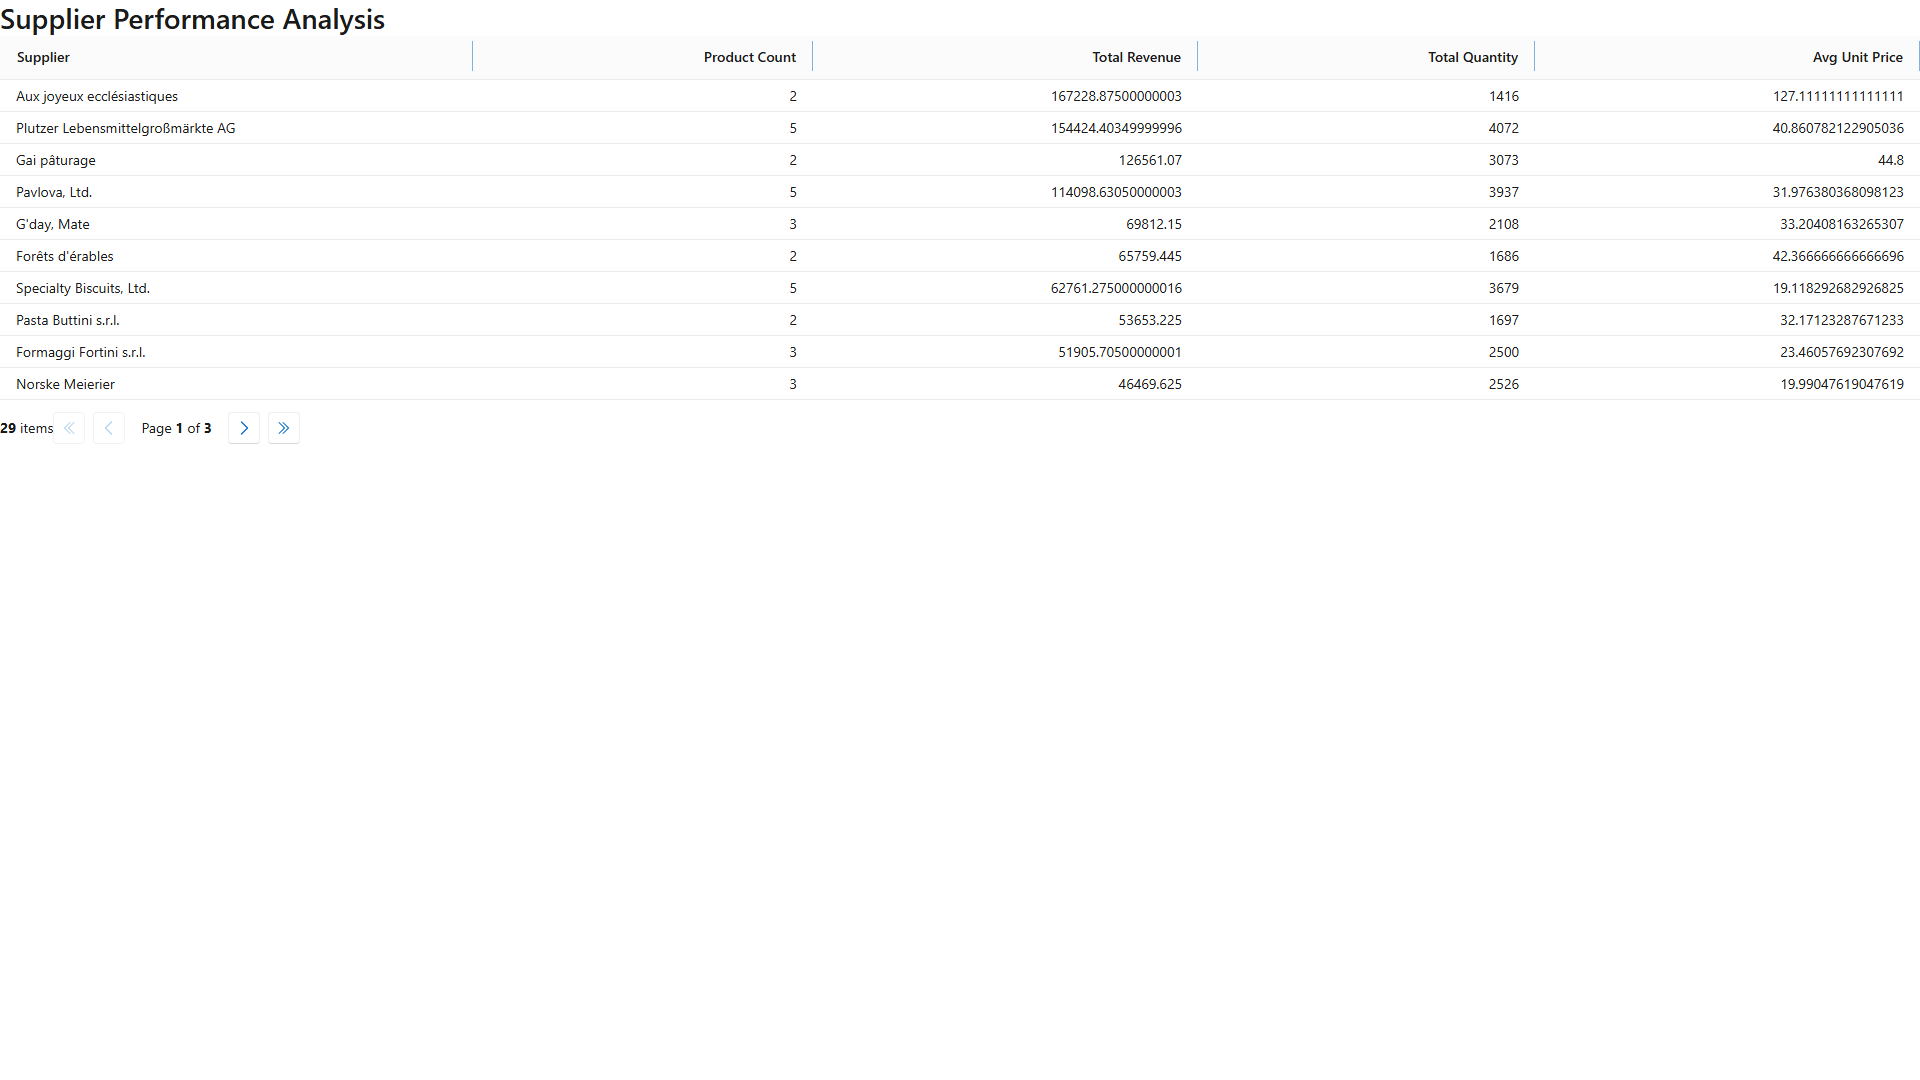 Supplier Performance Analysis
Supplier Product Count Total Revenue Total Quantity Avg Unit Price
Aux joyeux ecclésiastiques 2 167228.87500000003 1416 127.11111111111111
Plutzer Lebensmittelgroßmärkte AG 5 154424.40349999996 4072 40.860782122905036
Gai pâturage 2 126561.07 3073 44.8
Pavlova, Ltd. 5 114098.63050000003 3937 31.976380368098123
G'day, Mate 3 69812.15 2108 33.20408163265307
Forêts d'érables 2 65759.445 1686 42.366666666666696
Specialty Biscuits, Ltd. 5 62761.275000000016 3679 19.118292682926825
Pasta Buttini s.r.l. 2 53653.225 1697 32.17123287671233
Formaggi Fortini s.r.l. 3 51905.70500000001 2500 23.46057692307692
Norske Meierier 3 46469.625 2526 19.99047619047619
29 items Page 1 of 3